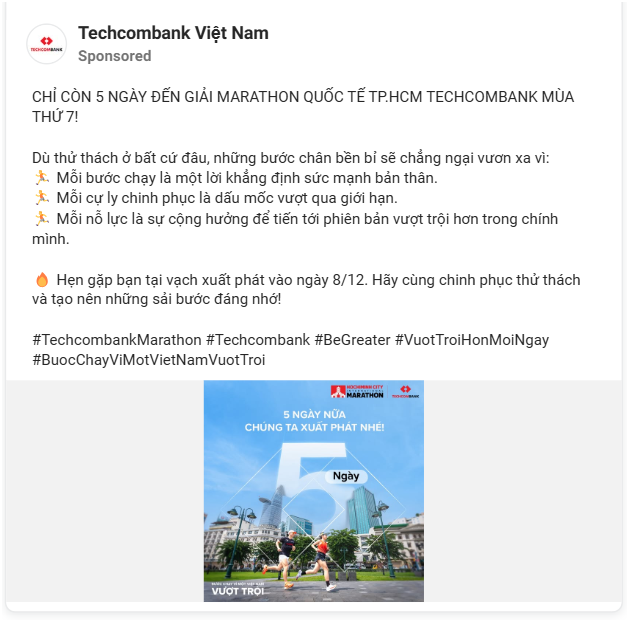 Techcombank Việt Nam
Sponsored
TECHCOMBANK
CHỈ CÒN 5 NGÀY ĐẾN GIẢI MARATHON QUỐC TẾ TP.HCM TECHCOMBANK MÙA
THỨ 7!
Dù thử thách ở bất cứ đâu, những bước chân bền bỉ sẽ chẳng ngại vươn xa vì:
🏃 Mỗi bước chạy là một lời khẳng định sức mạnh bản thân.
🏃 Mỗi cự ly chinh phục là dấu mốc vượt qua giới hạn.
🏃 Mỗi nỗ lực là sự cộng hưởng để tiến tới phiên bản vượt trội hơn trong chính
mình.
🔥 Hẹn gặp bạn tại vạch xuất phát vào ngày 8/12. Hãy cùng chinh phục thử thách
và tạo nên những sải bước đáng nhớ!
#TechcombankMarathon #Techcombank #BeGreater #VuotTroiHonMoiNgay
#BuocChayViMotVietNamVuotTroi
HOCHIMINH CITY
INTERNATIONAL
MARATHON
TECHCOMBANK
5 NGÀY NỮA
CHÚNG TA XUẤT PHÁT NHÉ!
5
Ngày
BƯỚC CHẠY VÌ MỘT VIỆT NAM
VƯỢT TRỘI